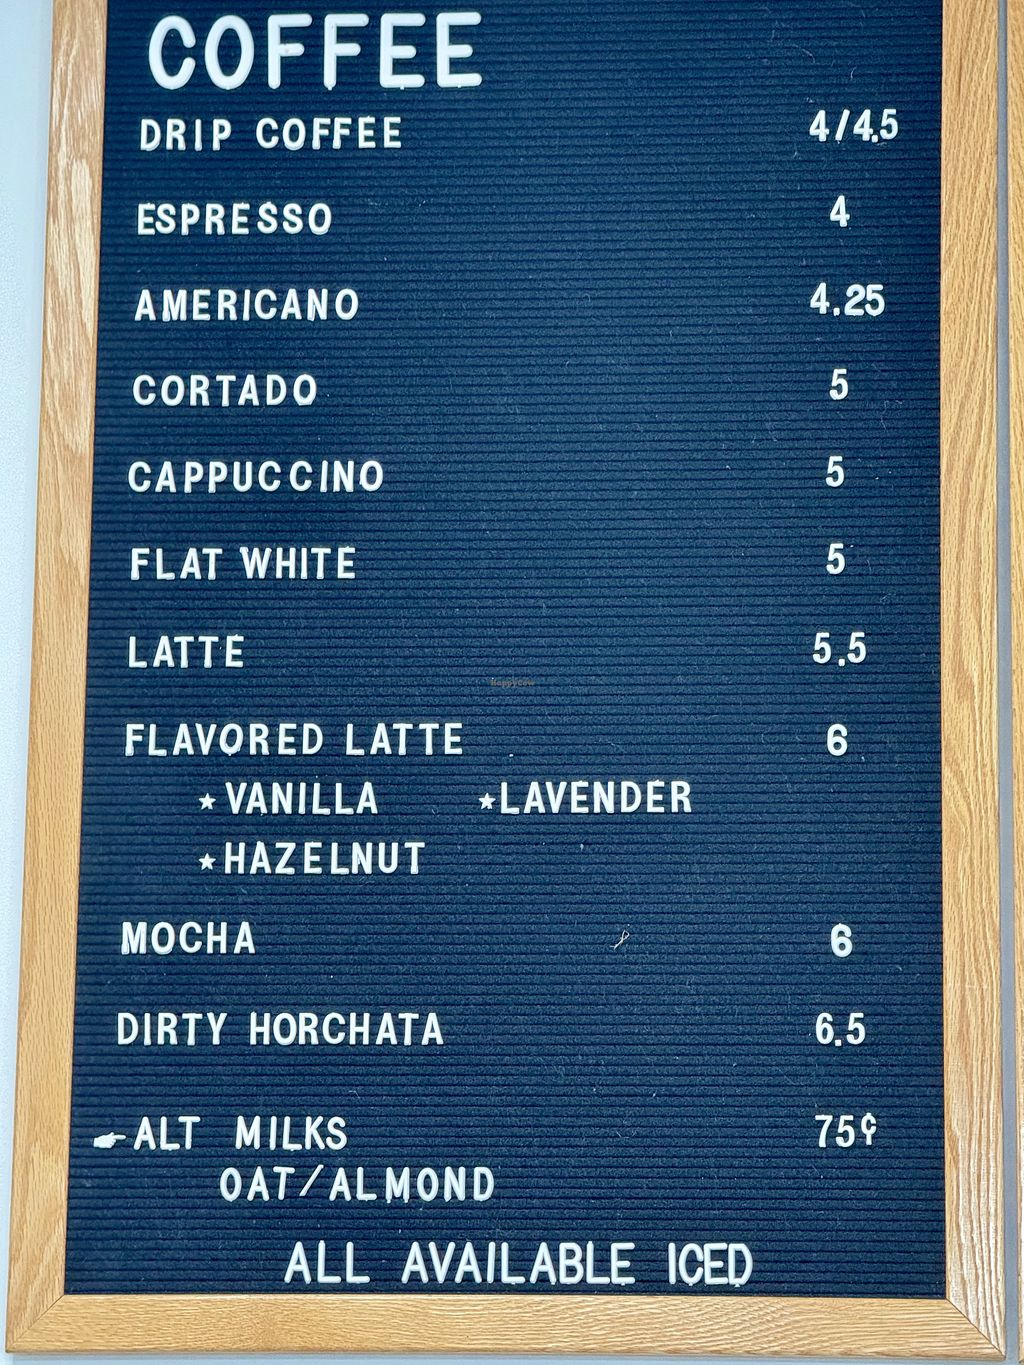 COFFEE
DRIP COFFEE 4/4.5
ESPRESSO 4
AMERICANO 4.25
CORTADO 5
CAPPUCCINO 5
FLAT WHITE 5
LATTE 5.5
HappyCow
FLAVORED LATTE 6
★VANILLA ★LAVENDER
★HAZELNUT
MOCHA 6
DIRTY HORCHATA 6.5
☛ALT MILKS 75¢
OAT/ALMOND
ALL AVAILABLE ICED